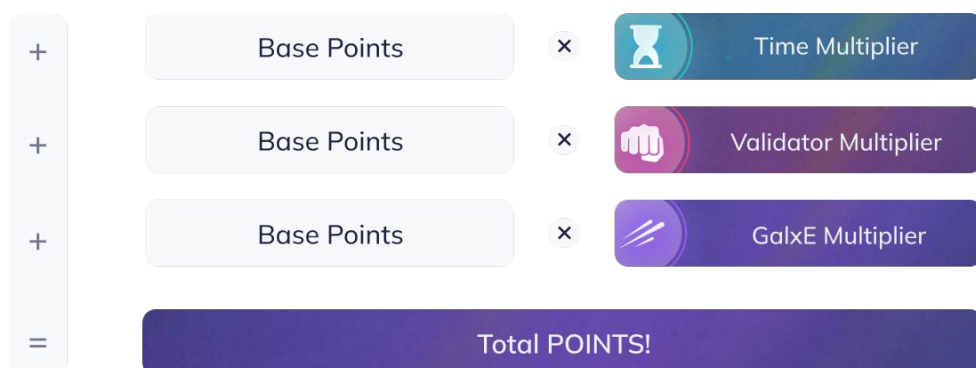 + Base Points × Time Multiplier
+ Base Points × Validator Multiplier
+ Base Points × GalxE Multiplier
= Total POINTS!